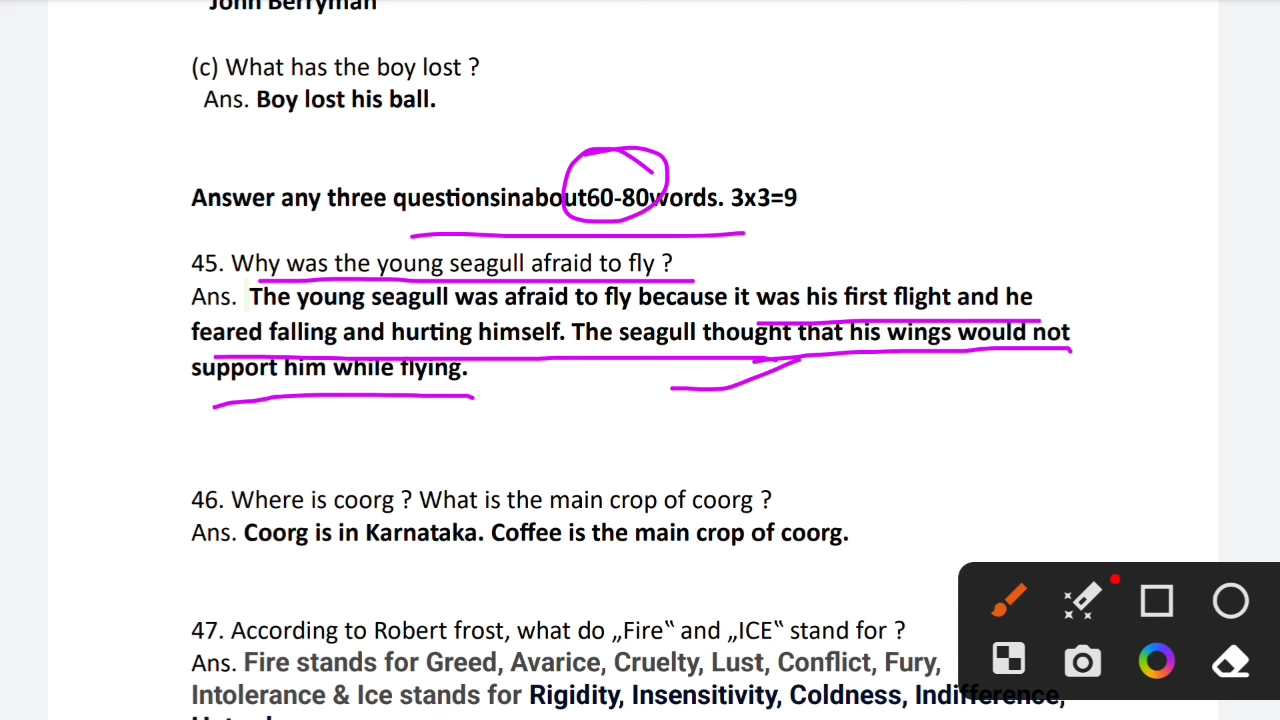 John Berryman
(c) What has the boy lost ?
Ans. Boy lost his ball.
Answer any three questionsinabout60-80words. 3x3=9
45. Why was the young seagull afraid to fly ?
Ans. The young seagull was afraid to fly because it was his first flight and he
feared falling and hurting himself. The seagull thought that his wings would not
support him while flying.
46. Where is coorg ? What is the main crop of coorg ?
Ans. Coorg is in Karnataka. Coffee is the main crop of coorg.
47. According to Robert frost, what do „Fire‟ and „ICE‟ stand for ?
Ans. Fire stands for Greed, Avarice, Cruelty, Lust, Conflict, Fury,
Intolerance & Ice stands for Rigidity, Insensitivity, Coldness, Indifference,